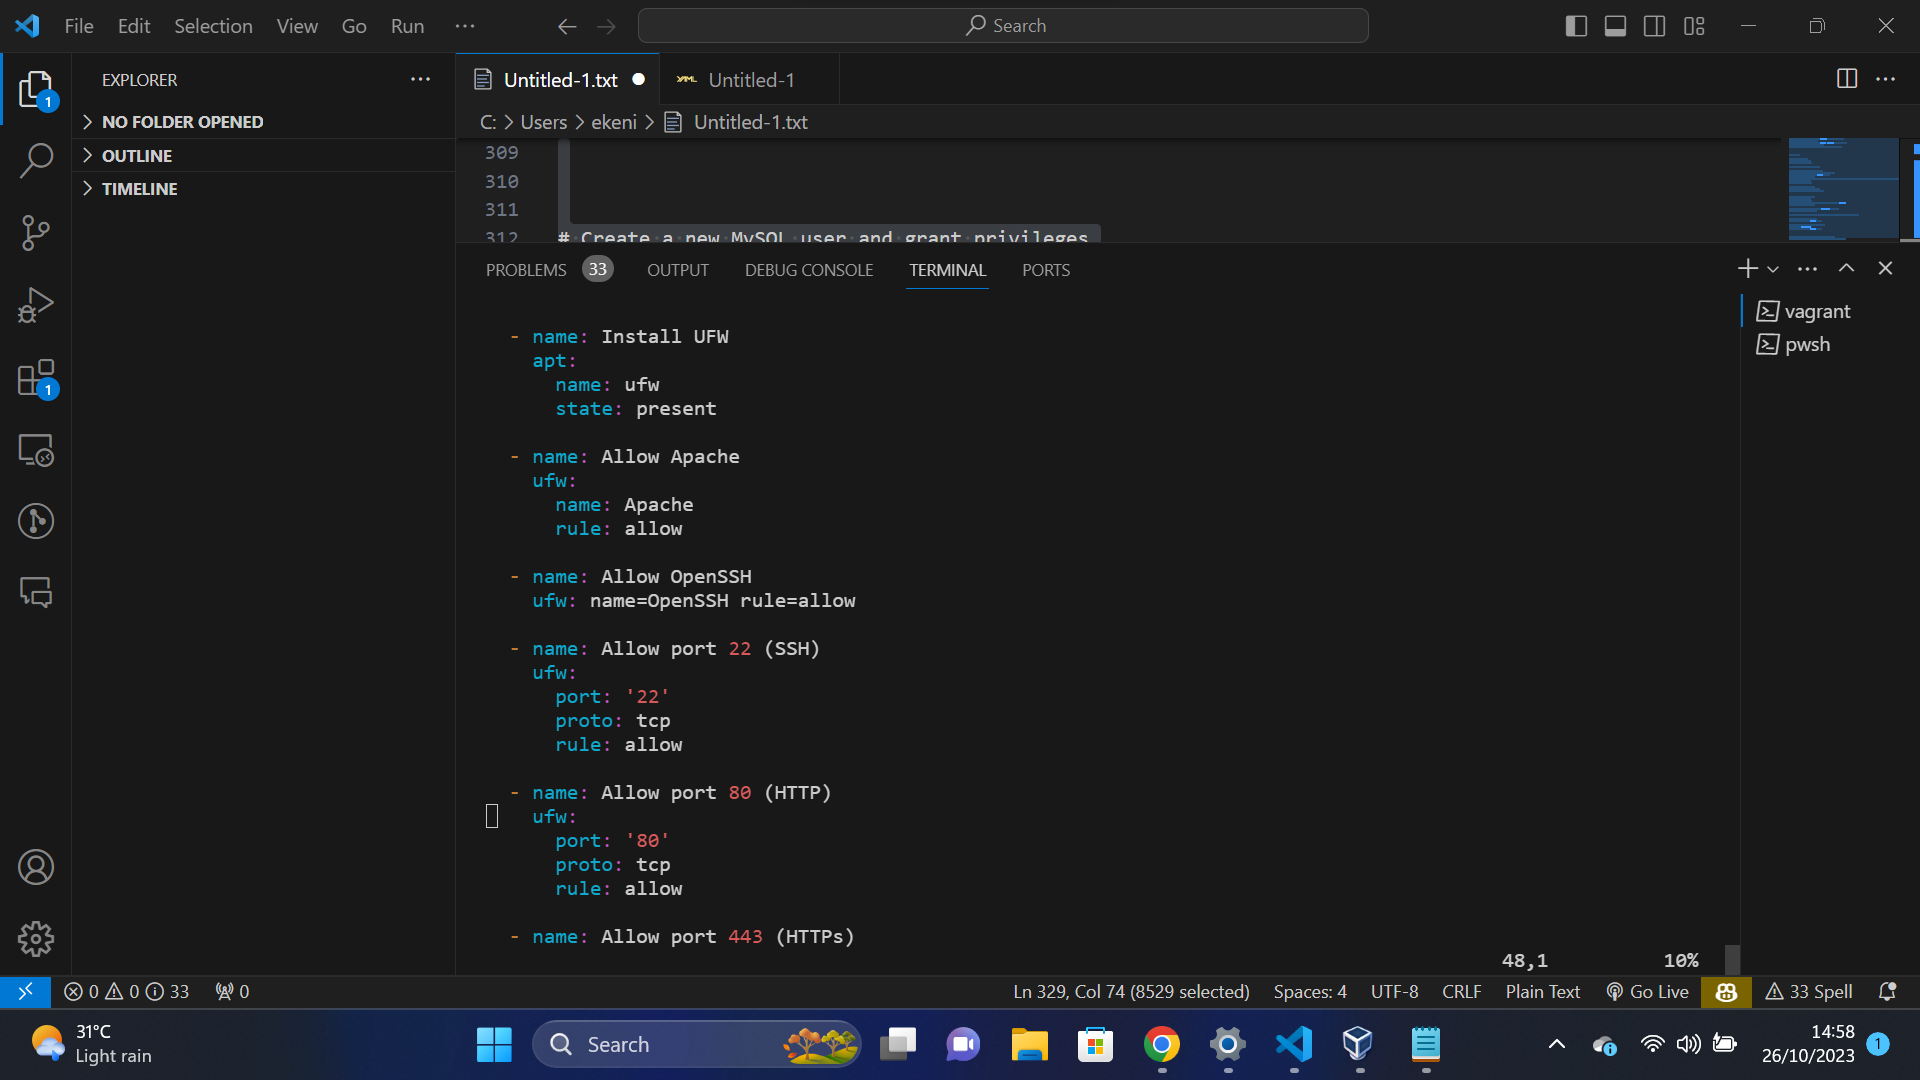 File Edit Selection View Go Run ···
Search
EXPLORER ···
NO FOLDER OPENED
OUTLINE
TIMELINE
1
1
Untitled-1.txt
YAML Untitled-1
C: > Users > ekeni > Untitled-1.txt
309
310
311
312 # Create a new MySQL user and grant privileges
PROBLEMS 33 OUTPUT DEBUG CONSOLE TERMINAL PORTS
vagrant
pwsh
- name: Install UFW
apt:
name: ufw
state: present
- name: Allow Apache
ufw:
name: Apache
rule: allow
- name: Allow OpenSSH
ufw: name=OpenSSH rule=allow
- name: Allow port 22 (SSH)
ufw:
port: '22'
proto: tcp
rule: allow
- name: Allow port 80 (HTTP)
ufw:
port: '80'
proto: tcp
rule: allow
- name: Allow port 443 (HTTPs)
48,1 10%
0 0 33 0 Ln 329, Col 74 (8529 selected) Spaces: 4 UTF-8 CRLF Plain Text Go Live 33 Spell
31°C
Light rain
Search
14:58
26/10/2023
1